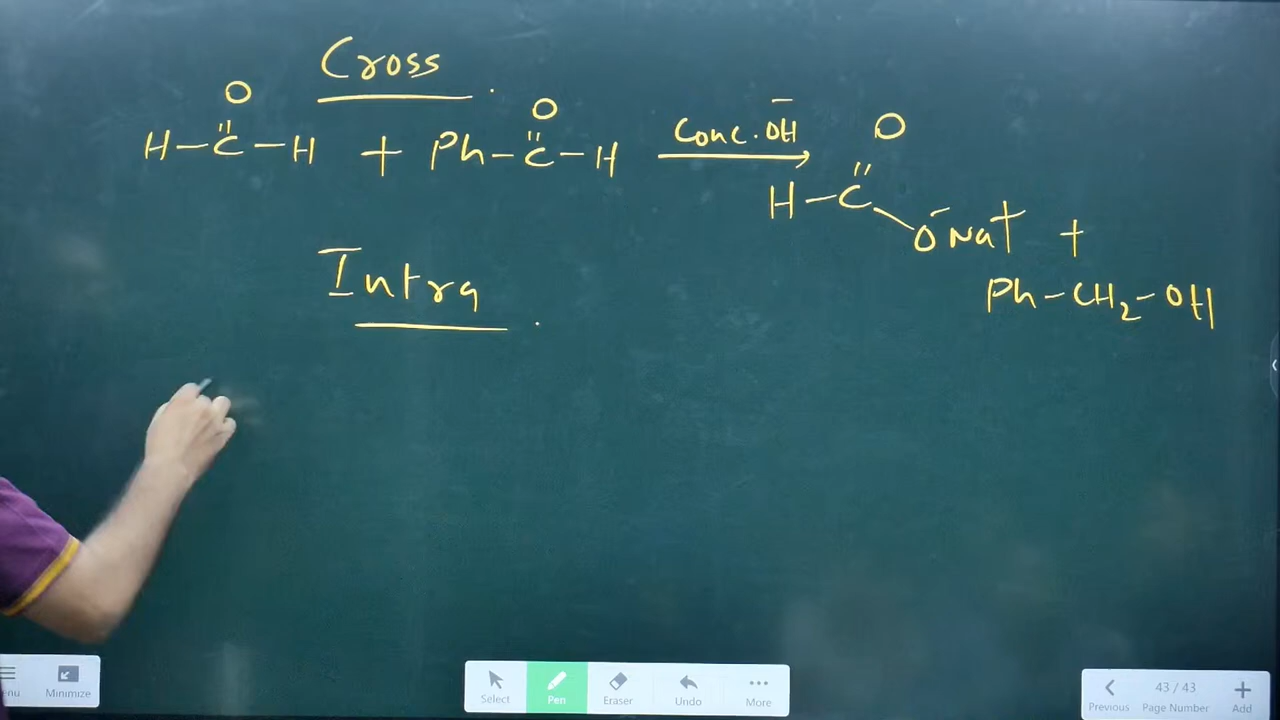 Cross
O O
H–C–H + Ph–C–H Conc. OH⁻ → O
H–C
O⁻Na⁺ +
Ph–CH₂–OH
Intra
Minimize Select Pen Eraser Undo More Previous 43 / 43 Page Number Add